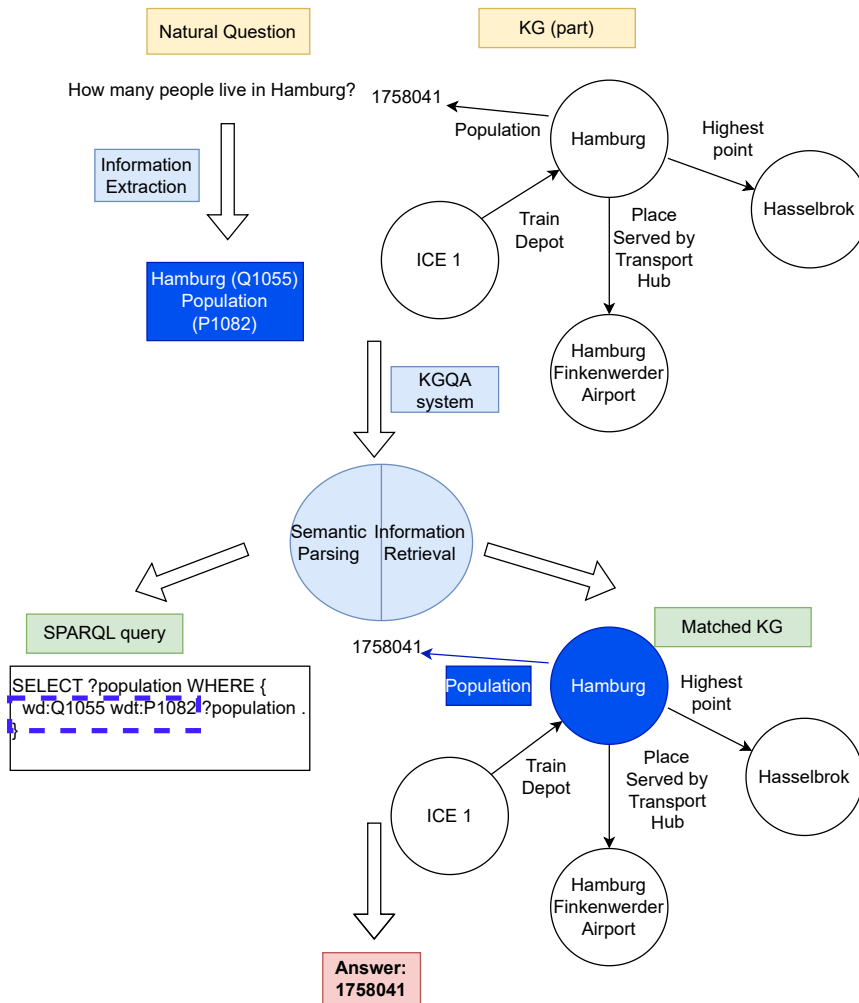 Natural Question
KG (part)
How many people live in Hamburg?
1758041
Population
Hamburg
Highest
point
Hasselbrok
Information
Extraction
Train
Depot
ICE 1
Place
Served by
Transport
Hub
Hamburg (Q1055)
Population
(P1082)
Hamburg
Finkenwerder
Airport
KGQA
system
Semantic
Parsing
Information
Retrieval
SPARQL query
Matched KG
SELECT ?population WHERE {
wd:Q1055 wdt:P1082 ?population .
}
1758041
Population
Hamburg
Highest
point
Hasselbrok
Train
Depot
ICE 1
Place
Served by
Transport
Hub
Hamburg
Finkenwerder
Airport
Answer:
1758041